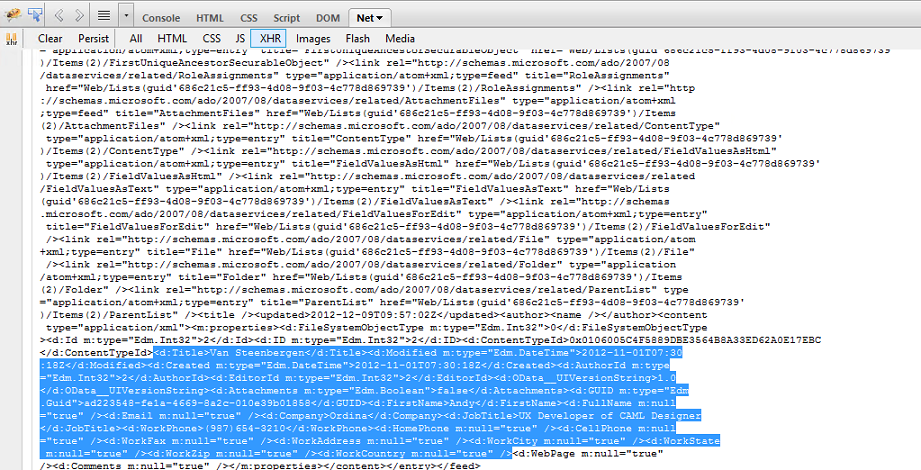 Console HTML CSS Script DOM Net
xhr Clear Persist All HTML CSS JS XHR Images Flash Media
="application/atom+xml;type=entry" title="FirstUniqueAncestorSecurableObject" href="Web/Lists(guid'686c21c5-ff93-4d08-9f03-4c778d869739'
)/Items(2)/FirstUniqueAncestorSecurableObject" /><link rel="http://schemas.microsoft.com/ado/2007/08
/dataservices/related/RoleAssignments" type="application/atom+xml;type=feed" title="RoleAssignments"
href="Web/Lists(guid'686c21c5-ff93-4d08-9f03-4c778d869739')/Items(2)/RoleAssignments" /><link rel="http
://schemas.microsoft.com/ado/2007/08/dataservices/related/AttachmentFiles" type="application/atom+xml
;type=feed" title="AttachmentFiles" href="Web/Lists(guid'686c21c5-ff93-4d08-9f03-4c778d869739')/Items
(2)/AttachmentFiles" /><link rel="http://schemas.microsoft.com/ado/2007/08/dataservices/related/ContentType"
type="application/atom+xml;type=entry" title="ContentType" href="Web/Lists(guid'686c21c5-ff93-4d08-9f03-4c778d869739'
)/Items(2)/ContentType" /><link rel="http://schemas.microsoft.com/ado/2007/08/dataservices/related/FieldValuesAsHtml"
type="application/atom+xml;type=entry" title="FieldValuesAsHtml" href="Web/Lists(guid'686c21c5-ff93-4d08-9f03-4c778d869739'
)/Items(2)/FieldValuesAsHtml" /><link rel="http://schemas.microsoft.com/ado/2007/08/dataservices/related
/FieldValuesAsText" type="application/atom+xml;type=entry" title="FieldValuesAsText" href="Web/Lists
(guid'686c21c5-ff93-4d08-9f03-4c778d869739')/Items(2)/FieldValuesAsText" /><link rel="http://schemas
.microsoft.com/ado/2007/08/dataservices/related/FieldValuesForEdit" type="application/atom+xml;type=entry"
title="FieldValuesForEdit" href="Web/Lists(guid'686c21c5-ff93-4d08-9f03-4c778d869739')/Items(2)/FieldValuesForEdit"
/><link rel="http://schemas.microsoft.com/ado/2007/08/dataservices/related/File" type="application/atom
+xml;type=entry" title="File" href="Web/Lists(guid'686c21c5-ff93-4d08-9f03-4c778d869739')/Items(2)/File"
/><link rel="http://schemas.microsoft.com/ado/2007/08/dataservices/related/Folder" type="application
/atom+xml;type=entry" title="Folder" href="Web/Lists(guid'686c21c5-ff93-4d08-9f03-4c778d869739')/Items
(2)/Folder" /><link rel="http://schemas.microsoft.com/ado/2007/08/dataservices/related/ParentList" type
="application/atom+xml;type=entry" title="ParentList" href="Web/Lists(guid'686c21c5-ff93-4d08-9f03-4c778d869739'
)/Items(2)/ParentList" /><title /><updated>2012-12-09T09:57:02Z</updated><author><name /></author><content
type="application/xml"><m:properties><d:FileSystemObjectType m:type="Edm.Int32">0</d:FileSystemObjectType
><d:Id m:type="Edm.Int32">2</d:Id><d:ID m:type="Edm.Int32">2</d:ID><d:ContentTypeId>0x0106005C4F5889DBE3564B8A33ED62A0E17EBC
</d:ContentTypeId><d:Title>Van Steenbergen</d:Title><d:Modified m:type="Edm.DateTime">2012-11-01T07:30
:18Z</d:Modified><d:Created m:type="Edm.DateTime">2012-11-01T07:30:18Z</d:Created><d:AuthorId m:type
="Edm.Int32">2</d:AuthorId><d:EditorId m:type="Edm.Int32">2</d:EditorId><d:OData__UIVersionString>1.0
</d:OData__UIVersionString><d:Attachments m:type="Edm.Boolean">false</d:Attachments><d:GUID m:type="Edm
.Guid">ad223548-fe1a-4669-8a2c-010e39b01858</d:GUID><d:FirstName>Andy</d:FirstName><d:FullName m:null
="true" /><d:Email m:null="true" /><d:Company>Ordina</d:Company><d:JobTitle>UX Developer of CAML Designer
</d:JobTitle><d:WorkPhone>(987)654-3210</d:WorkPhone><d:HomePhone m:null="true" /><d:CellPhone m:null
="true" /><d:WorkFax m:null="true" /><d:WorkAddress m:null="true" /><d:WorkCity m:null="true" /><d:WorkState
m:null="true" /><d:WorkZip m:null="true" /><d:WorkCountry m:null="true" /><d:WebPage m:null="true"
/><d:Comments m:null="true" /></m:properties></content></entry></feed>